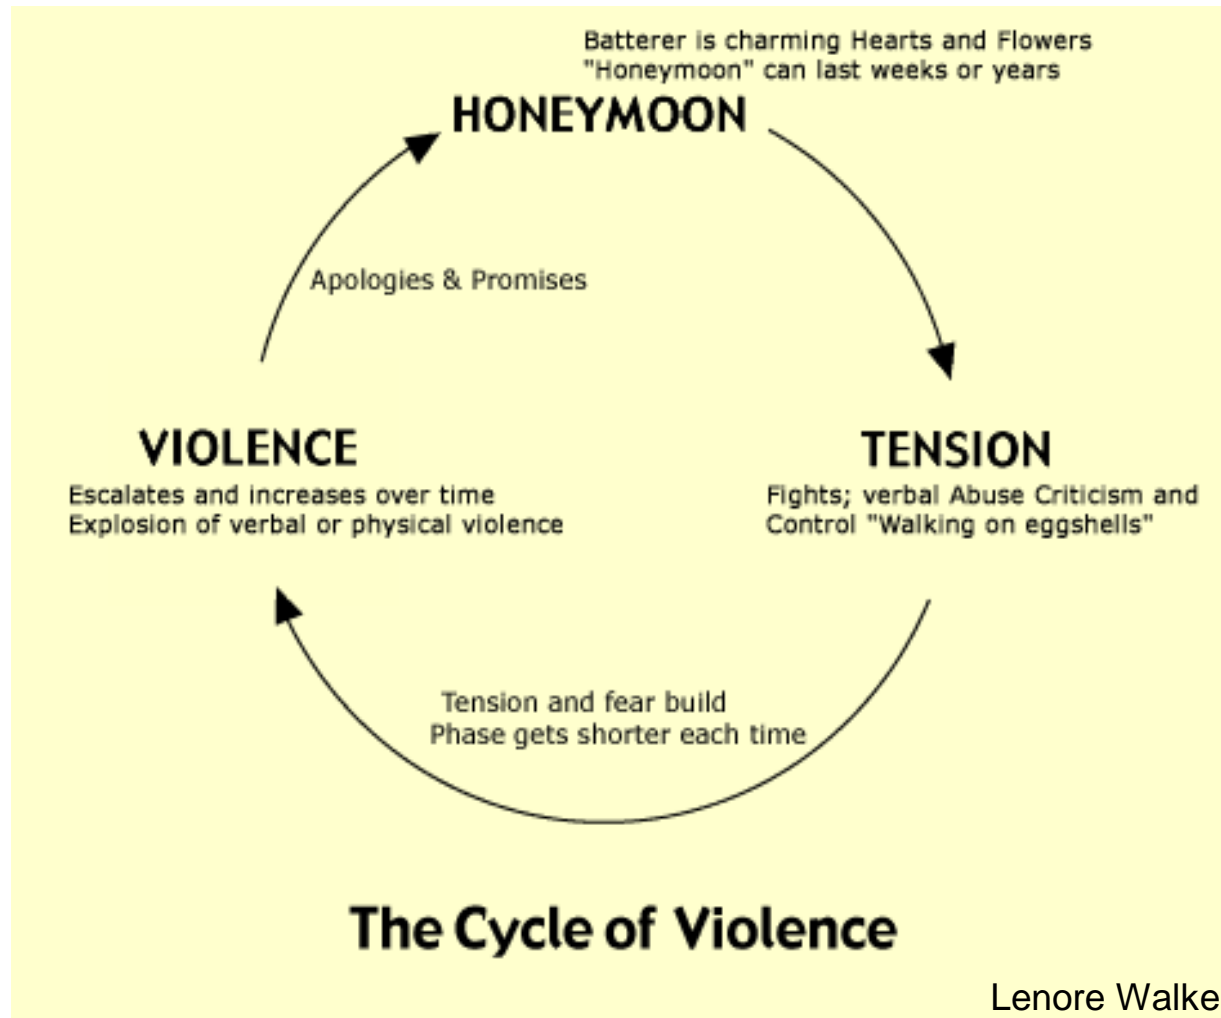 Batterer is charming Hearts and Flowers
"Honeymoon" can last weeks or years
HONEYMOON
Apologies & Promises
VIOLENCE
Escalates and increases over time
Explosion of verbal or physical violence
TENSION
Fights; verbal Abuse Criticism and
Control "Walking on eggshells"
Tension and fear build
Phase gets shorter each time
The Cycle of Violence
Lenore Walke